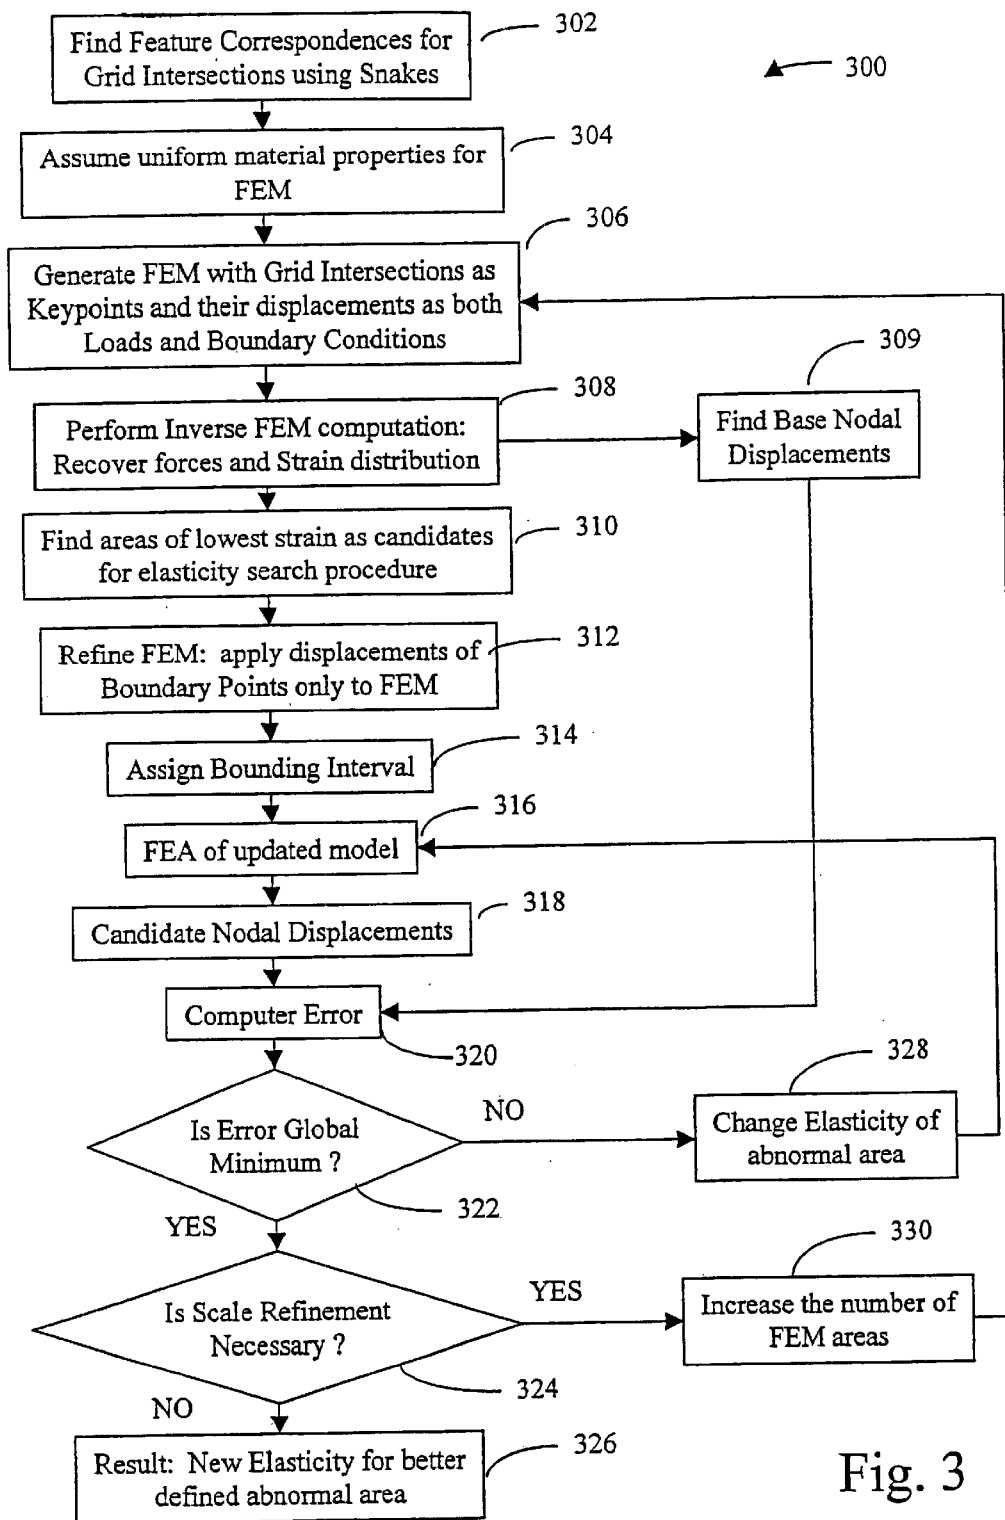 Find Feature Correspondences for
Grid Intersections using Snakes
302
300
Assume uniform material properties for
FEM
304
Generate FEM with Grid Intersections as
Keypoints and their displacements as both
Loads and Boundary Conditions
306
Perform Inverse FEM computation:
Recover forces and Strain distribution
308
Find Base Nodal
Displacements
309
Find areas of lowest strain as candidates
for elasticity search procedure
310
Refine FEM: apply displacements of
Boundary Points only to FEM
312
Assign Bounding Interval
314
FEA of updated model
316
Candidate Nodal Displacements
318
Computer Error
320
Is Error Global
Minimum ?
322
NO
Change Elasticity of
abnormal area
328
YES
Is Scale Refinement
Necessary ?
324
YES
Increase the number of
FEM areas
330
NO
Result: New Elasticity for better
defined abnormal area
326
Fig. 3